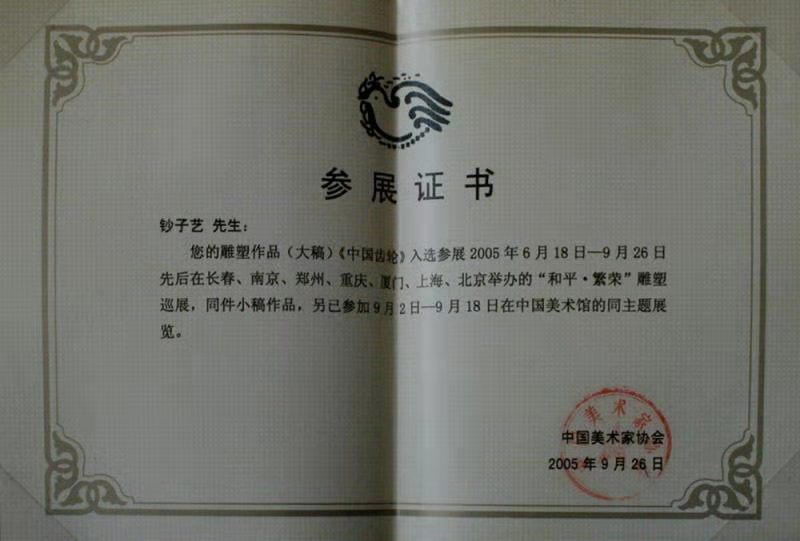 参展证书
钞子艺 先生：
您的雕塑作品（大稿）《中国齿轮》入选参展 2005 年 6 月 18 日—9 月 26 日
先后在长春、南京、郑州、重庆、厦门、上海、北京举办的“和平·繁荣”雕塑
巡展，同件小稿作品，另已参加 9 月 2 日—9 月 18 日在中国美术馆的同主题展
览。
美术家
中国美术家协会
2005 年 9 月 26 日